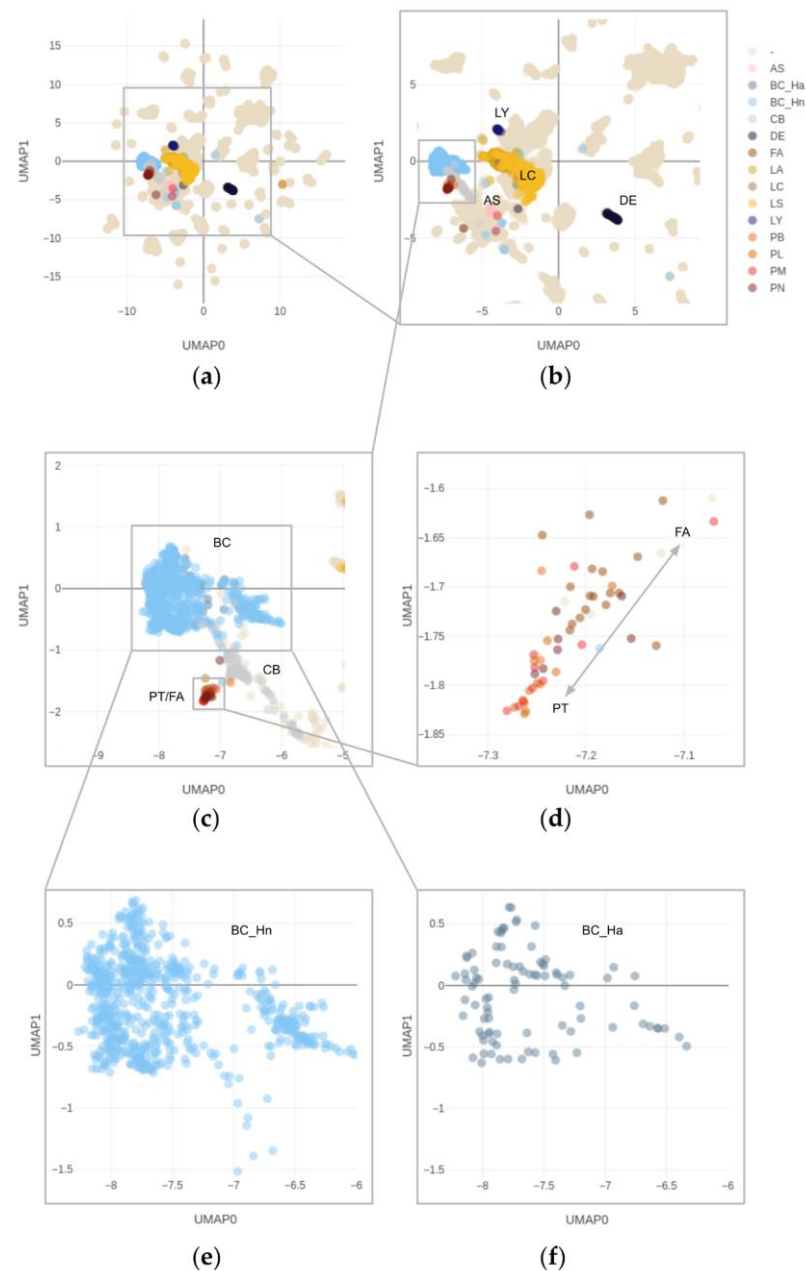 15
10
5
0
−5
−10
−15
−10 0 10
UMAP1
UMAP0
(a)
5
0
−5
−5 0 5
LY
LC
AS
DE
UMAP1
UMAP0
(b)
-
AS
BC_Ha
BC_Hn
CB
DE
FA
LA
LC
LS
LY
PB
PL
PM
PN
2
1
0
−1
−2
−9 −8 −7 −6 −5
BC
CB
PT/FA
UMAP1
UMAP0
(c)
−1.6
−1.65
−1.7
−1.75
−1.8
−1.85
−7.3 −7.2 −7.1
FA
PT
UMAP1
UMAP0
(d)
BC_Hn
0.5
0
−0.5
−1
−1.5
−8 −7.5 −7 −6.5 −6
UMAP1
UMAP0
(e)
BC_Ha
0.5
0
−0.5
−1
−1.5
−8 −7.5 −7 −6.5 −6
UMAP1
UMAP0
(f)